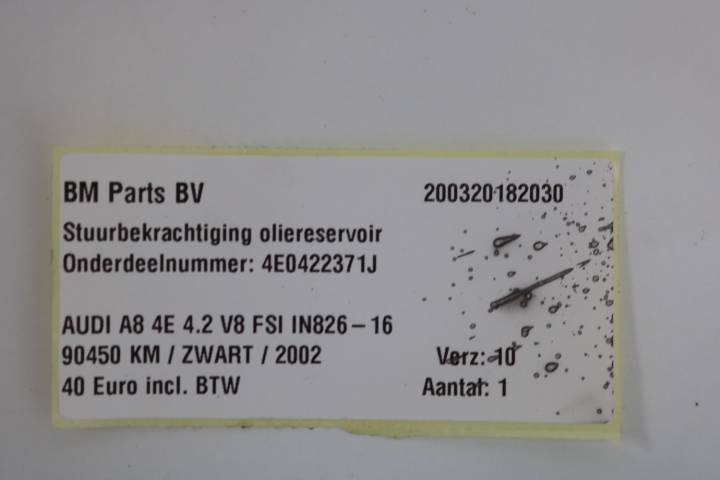 BM Parts BV 200320182030
Stuurbekrachtiging oliereservoir
Onderdeelnummer: 4E0422371J
AUDI A8 4E 4.2 V8 FSI IN826-16
90450 KM / ZWART / 2002 Verz: 10
40 Euro incl. BTW Aantal: 1